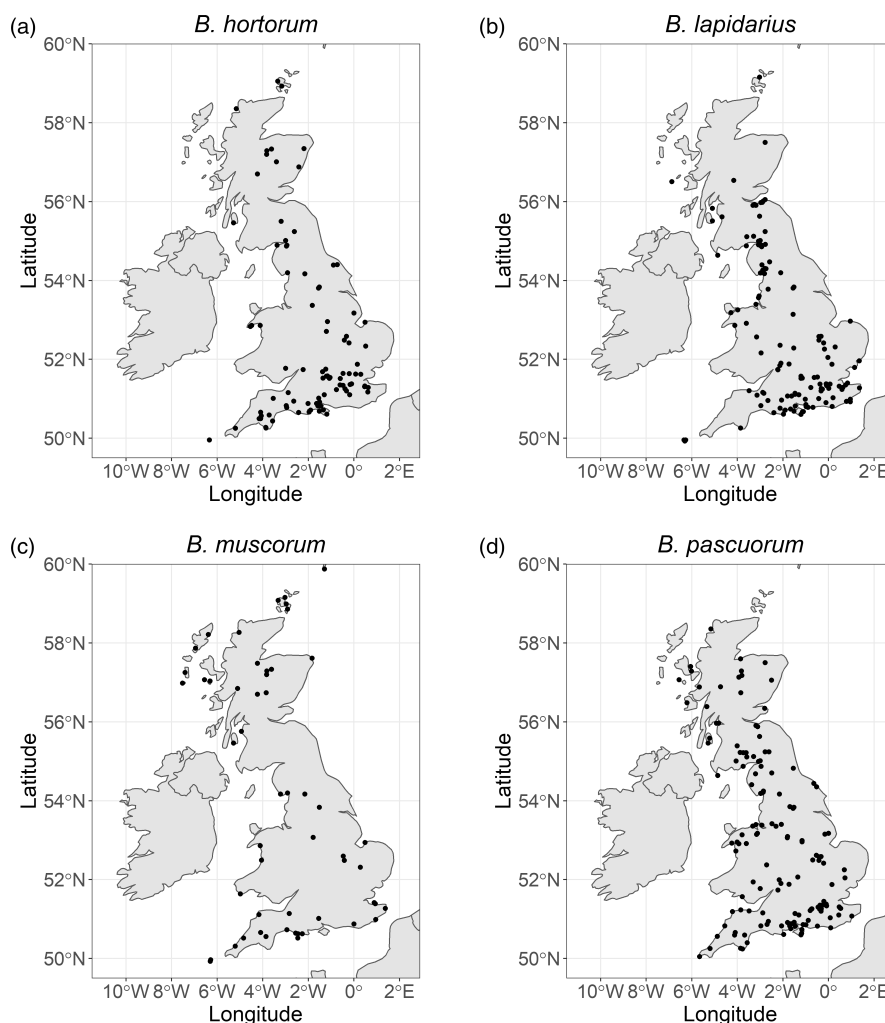 (a) B. hortorum
60°N
58°N
56°N
54°N
52°N
50°N
Latitude
10°W 8°W 6°W 4°W 2°W 0°W 2°E
Longitude
(b) B. lapidarius
60°N
58°N
56°N
54°N
52°N
50°N
Latitude
10°W 8°W 6°W 4°W 2°W 0°W 2°E
Longitude
(c) B. muscorum
60°N
58°N
56°N
54°N
52°N
50°N
Latitude
10°W 8°W 6°W 4°W 2°W 0°W 2°E
Longitude
(d) B. pascuorum
60°N
58°N
56°N
54°N
52°N
50°N
Latitude
10°W 8°W 6°W 4°W 2°W 0°W 2°E
Longitude